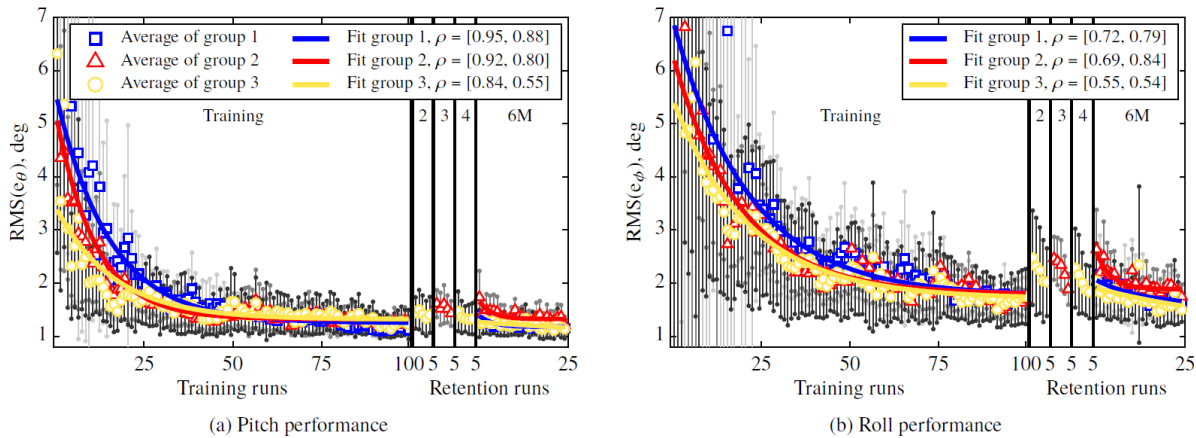 7
6
5
4
3
2
1
RMS(e_θ), deg
Average of group 1
Average of group 2
Average of group 3
Fit group 1, ρ = [0.95, 0.88]
Fit group 2, ρ = [0.92, 0.80]
Fit group 3, ρ = [0.84, 0.55]
Training
2 3 4 6M
25 50 75 100 5 5 5 25
Training runs
Retention runs
(a) Pitch performance
7
6
5
4
3
2
1
RMS(e_ϕ), deg
Fit group 1, ρ = [0.72, 0.79]
Fit group 2, ρ = [0.69, 0.84]
Fit group 3, ρ = [0.55, 0.54]
Training
2 3 4 6M
25 50 75 100 5 5 5 25
Training runs
Retention runs
(b) Roll performance